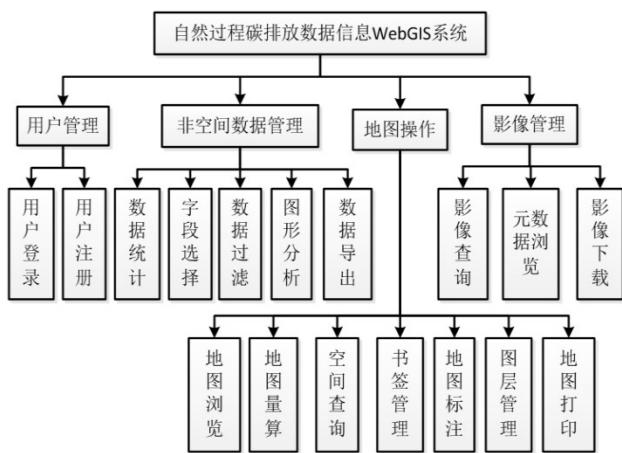 自然过程碳排放数据信息WebGIS系统
用户管理
非空间数据管理
地图操作
影像管理
用户登录
用户注册
数据统计
字段选择
数据过滤
图形分析
数据导出
影像查询
元数据浏览
影像下载
地图浏览
地图量算
空间查询
书签管理
地图标注
图层管理
地图打印